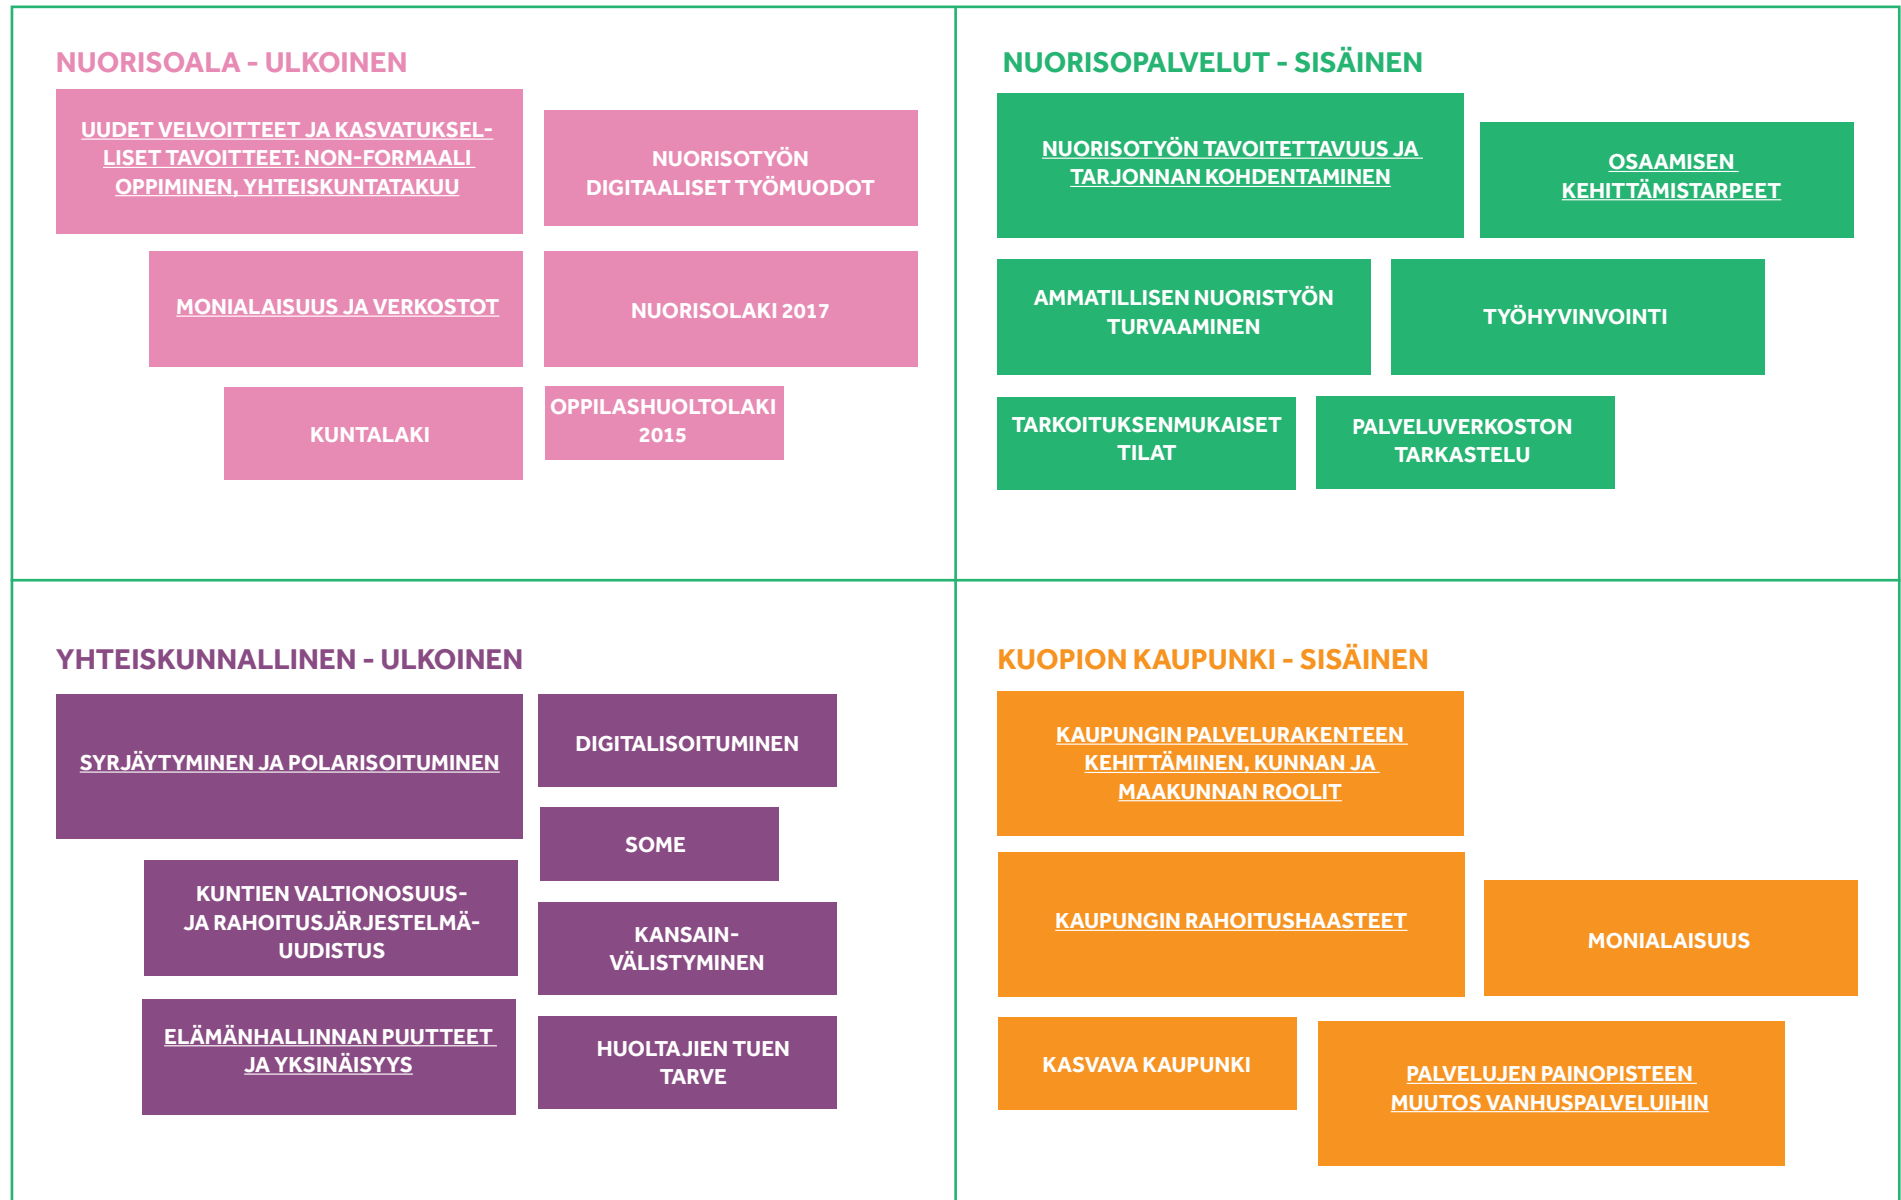 NUORISOALA - ULKOINEN
UUDET VELVOITTEET JA KASVATUKSEL-
LISET TAVOITTEET: NON-FORMAALI
OPPIMINEN, YHTEISKUNTATAKUU
NUORISOTYÖN
DIGITAALISET TYÖMUODOT
MONIALAISUUS JA VERKOSTOT
NUORISOLAKI 2017
KUNTALAKI
OPPILASHUOLTOLAKI
2015
NUORISOPALVELUT - SISÄINEN
NUORISOTYÖN TAVOITETTAVUUS JA
TARJONNAN KOHDENTAMINEN
OSAAMISEN
KEHITTÄMISTARPEET
AMMATILLISEN NUORISTYÖN
TURVAAMINEN
TYÖHYVINVOINTI
TARKOITUKSENMUKAISET
TILAT
PALVELUVERKOSTON
TARKASTELU
YHTEISKUNNALLINEN - ULKOINEN
SYRJÄYTYMINEN JA POLARISOITUMINEN
DIGITALISOITUMINEN
SOME
KUNTIEN VALTIONOSUUS-
JA RAHOITUSJÄRJESTELMÄ-
UUDISTUS
KANSAIN-
VÄLISTYMINEN
ELÄMÄNHALLINNAN PUUTTEET
JA YKSINÄISYYS
HUOLTAJIEN TUEN
TARVE
KUOPION KAUPUNKI - SISÄINEN
KAUPUNGIN PALVELURAKENTEEN
KEHITTÄMINEN, KUNNAN JA
MAAKUNNAN ROOLIT
KAUPUNGIN RAHOITUSHAASTEET
MONIALAISUUS
KASVAVA KAUPUNKI
PALVELUJEN PAINOPISTEEN
MUUTOS VANHUSPALVELUIHIN